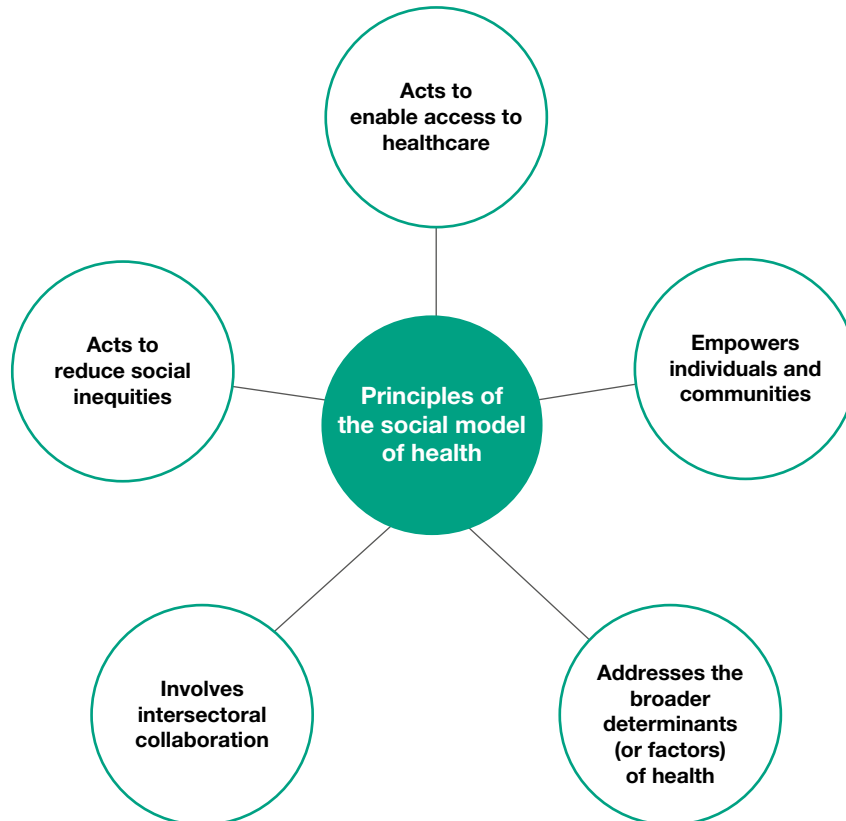 Acts to
enable access to
healthcare
Acts to
reduce social
inequities
Empowers
individuals and
communities
Principles of
the social model
of health
Involves
intersectoral
collaboration
Addresses the
broader
determinants
(or factors)
of health